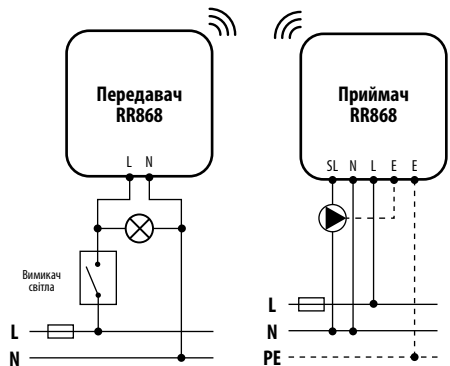 Передавач
RR868
L N
Вимикач
світла
L
N
Приймач
RR868
SL N L E E
L
N
PE